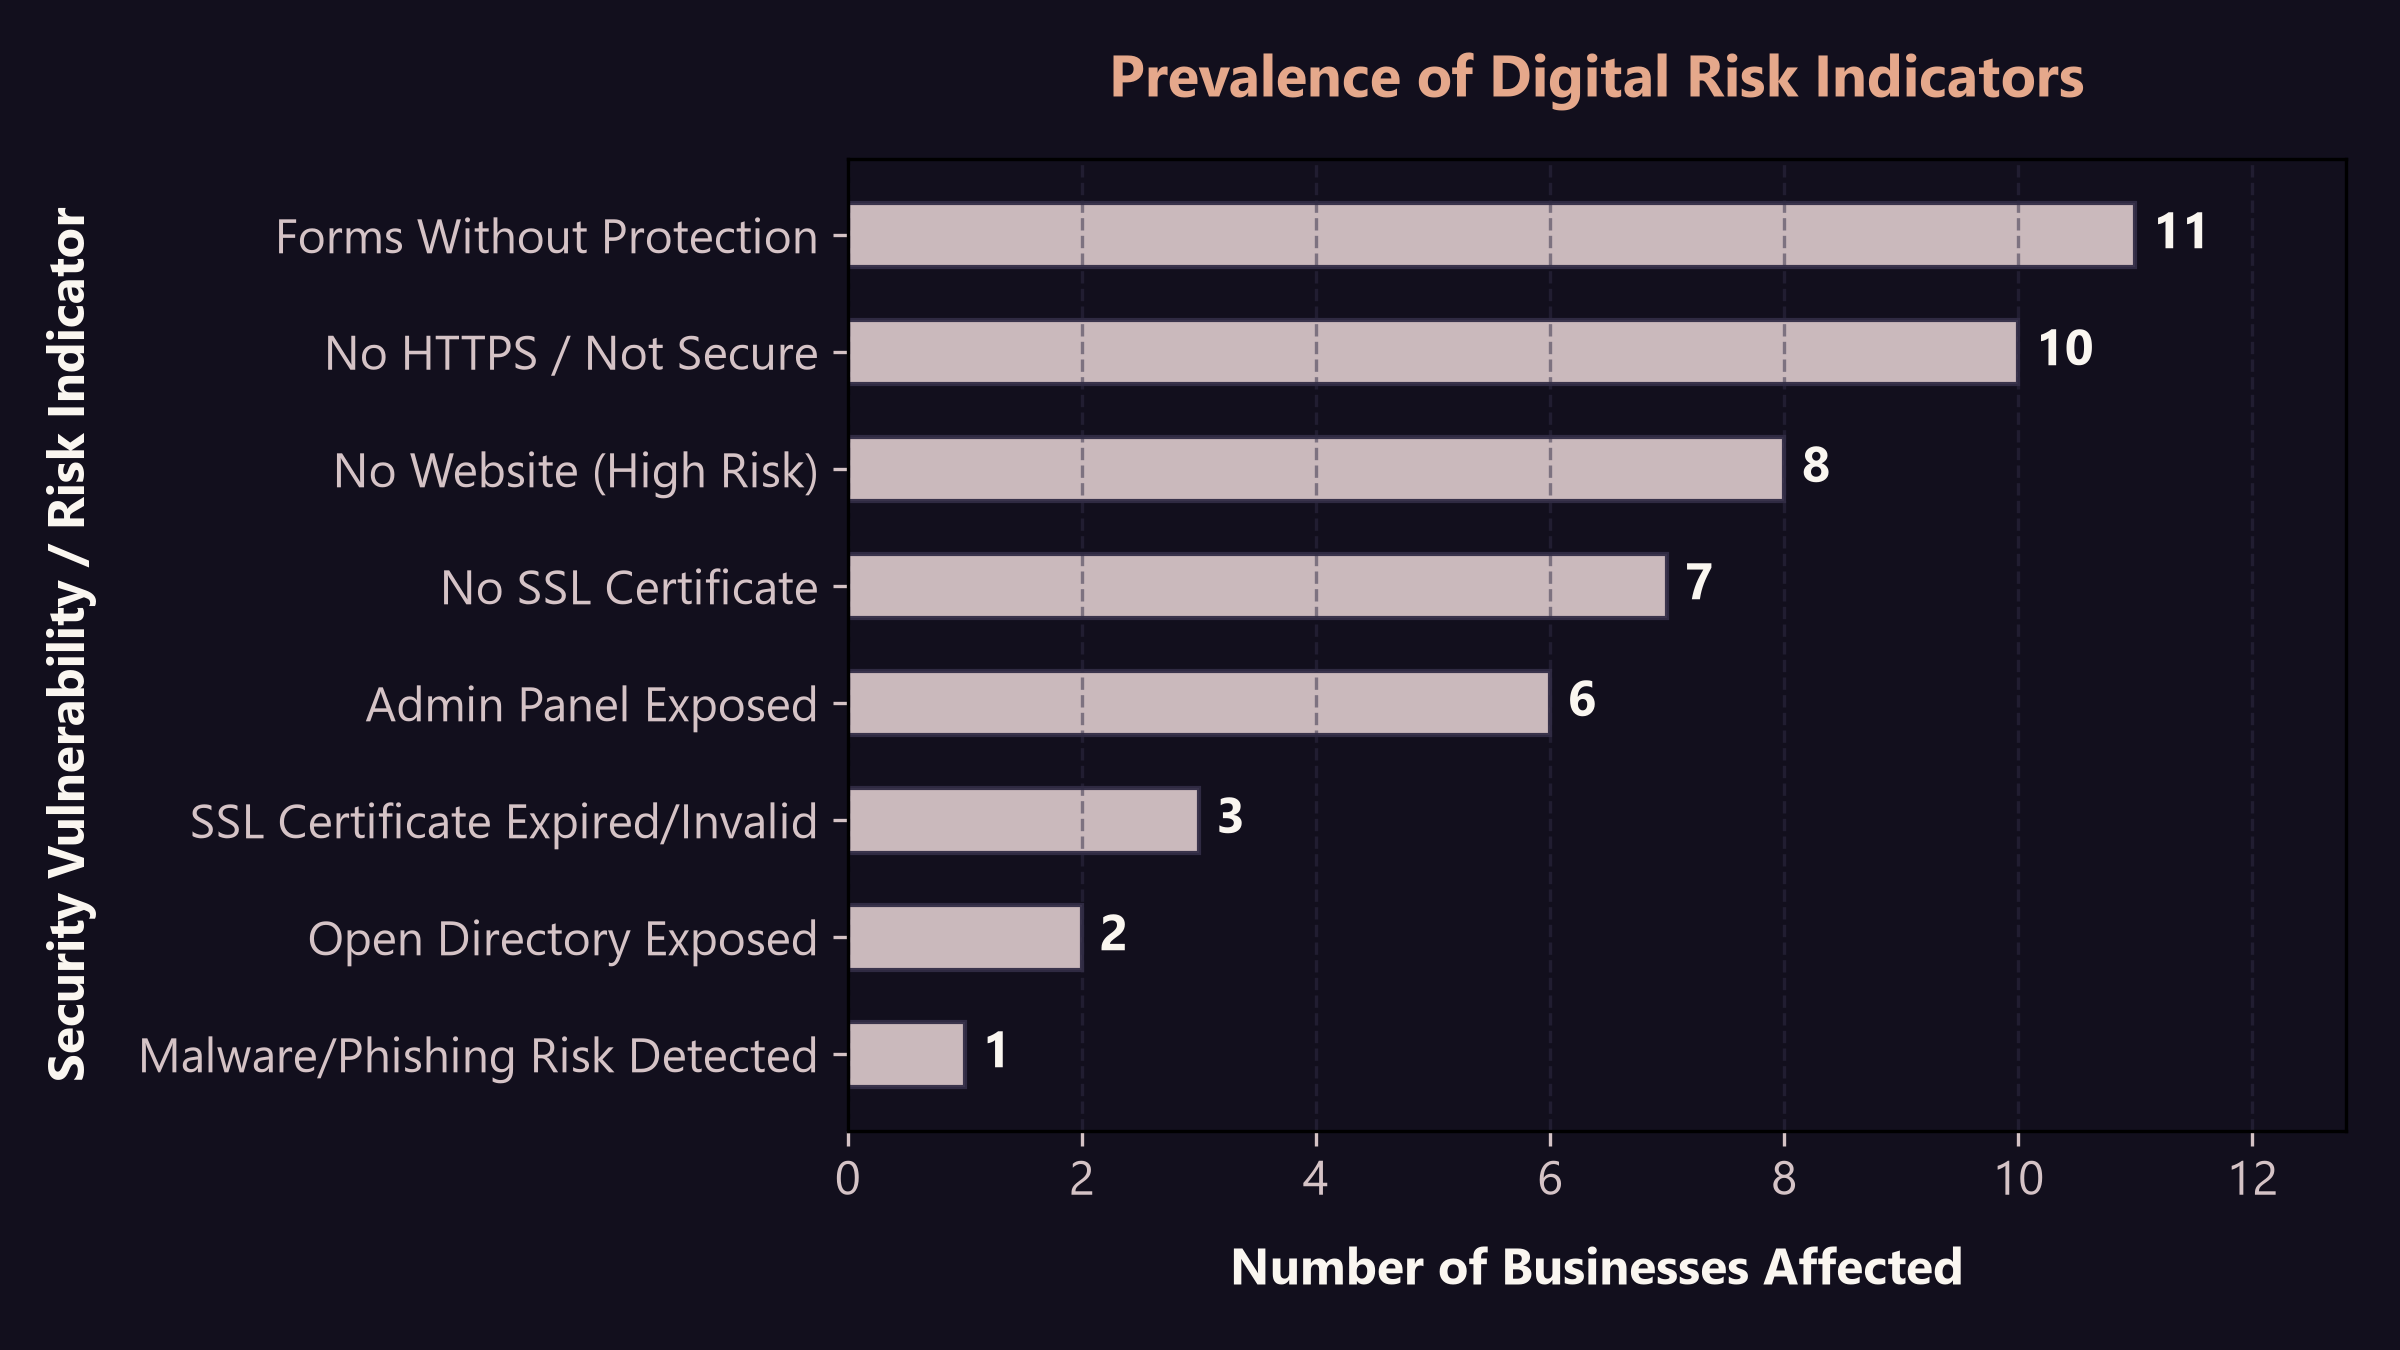 Prevalence of Digital Risk Indicators
Security Vulnerability / Risk Indicator
Forms Without Protection
11
No HTTPS / Not Secure
10
No Website (High Risk)
8
No SSL Certificate
7
Admin Panel Exposed
6
SSL Certificate Expired/Invalid
3
Open Directory Exposed
2
Malware/Phishing Risk Detected
1
0 2 4 6 8 10 12
Number of Businesses Affected